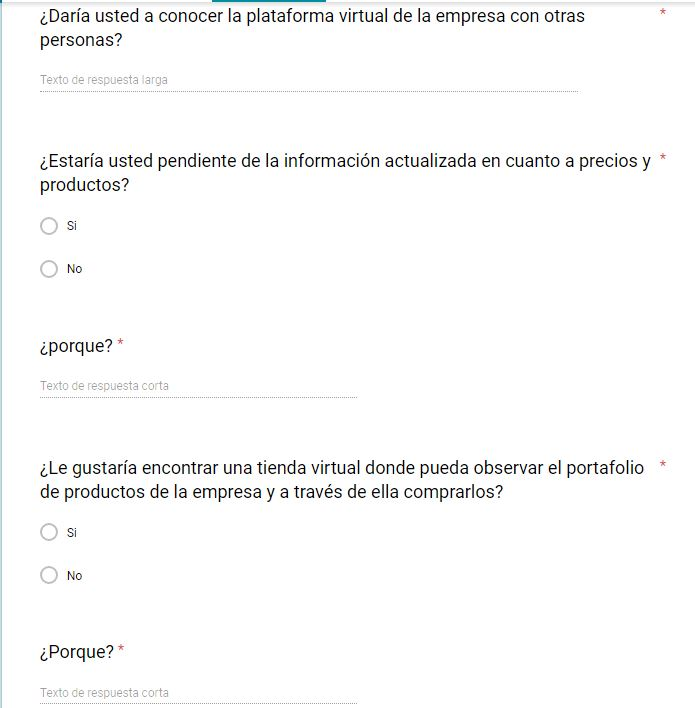 ¿Daría usted a conocer la plataforma virtual de la empresa con otras *
personas?
Texto de respuesta larga
¿Estaría usted pendiente de la información actualizada en cuanto a precios y *
productos?
Si
No
¿porque? *
Texto de respuesta corta
¿Le gustaría encontrar una tienda virtual donde pueda observar el portafolio *
de productos de la empresa y a través de ella comprarlos?
Si
No
¿Porque? *
Texto de respuesta corta